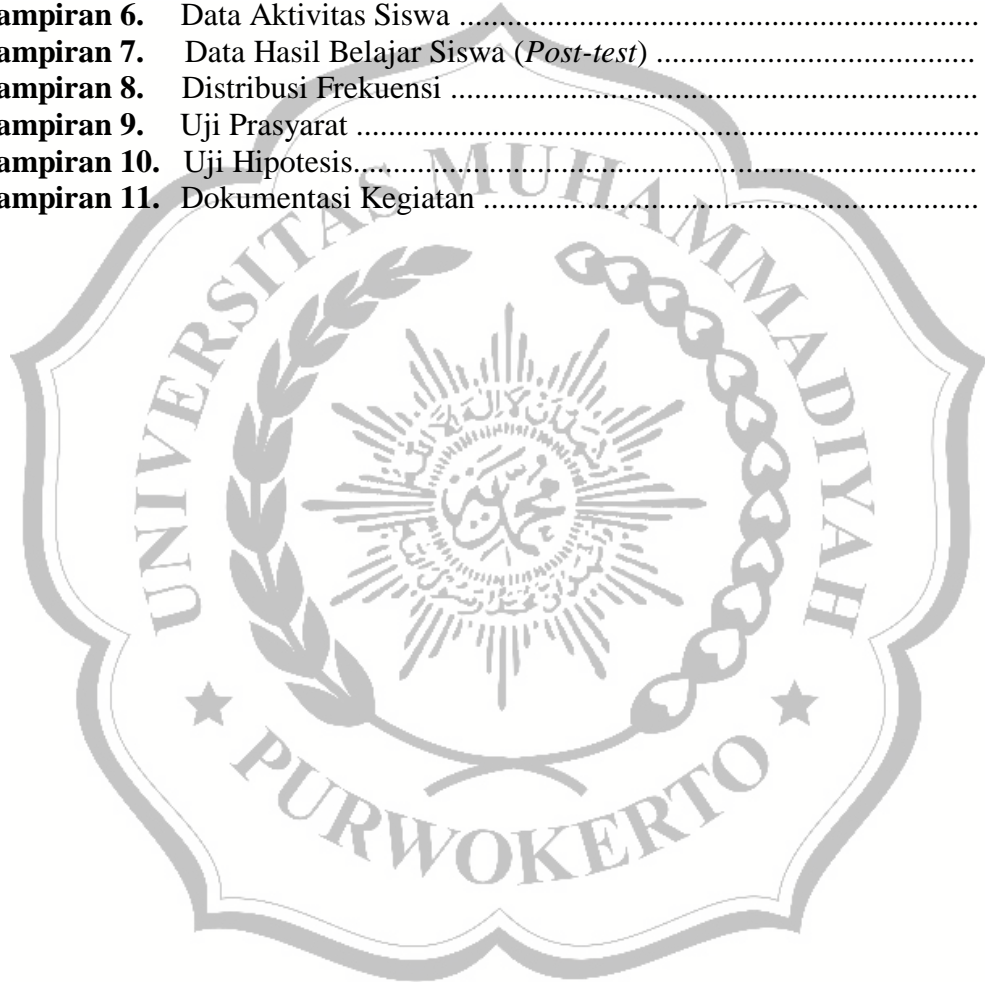 ampiran 6. Data Aktivitas Siswa ................................................................
ampiran 7. Data Hasil Belajar Siswa (Post-test) ........................................
ampiran 8. Distribusi Frekuensi .................................................................
ampiran 9. Uji Prasyarat .............................................................................
ampiran 10. Uji Hipotesis.............................................................................
ampiran 11. Dokumentasi Kegiatan .............................................................
UNIVERSITAS MUHAMMADIYAH
PURWOKERTO